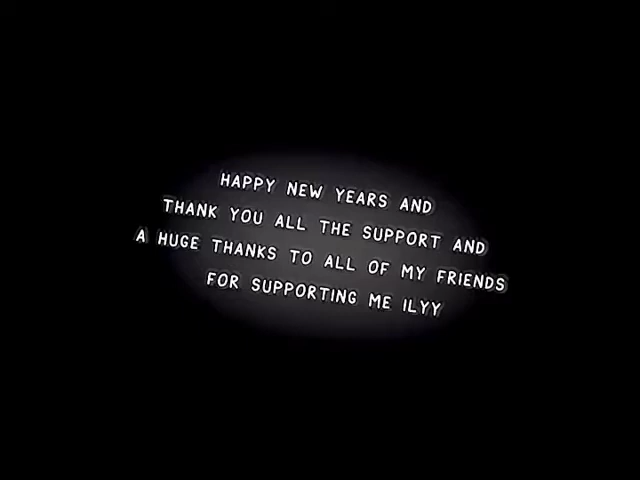 HAPPY NEW YEARS AND
THANK YOU ALL THE SUPPORT AND
A HUGE THANKS TO ALL OF MY FRIENDS
FOR SUPPORTING ME ILYY